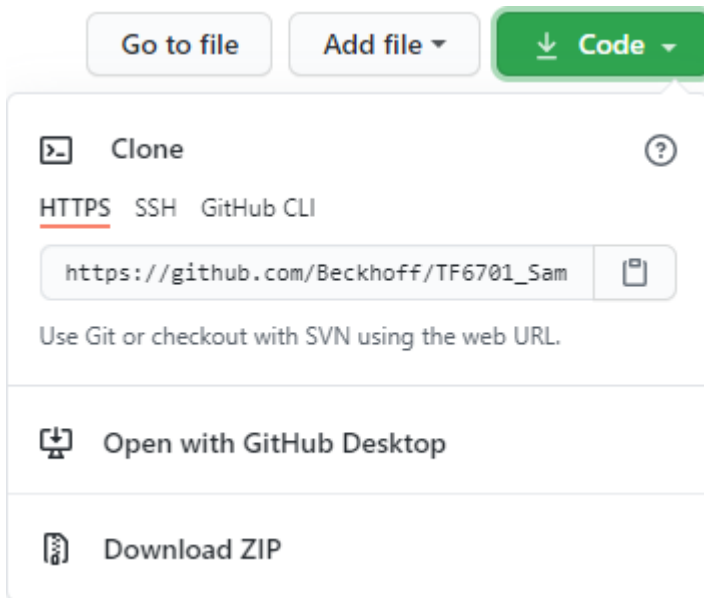 Go to file Add file Code
Clone
HTTPS SSH GitHub CLI
https://github.com/Beckhoff/TF6701_Sam
Use Git or checkout with SVN using the web URL.
Open with GitHub Desktop
Download ZIP